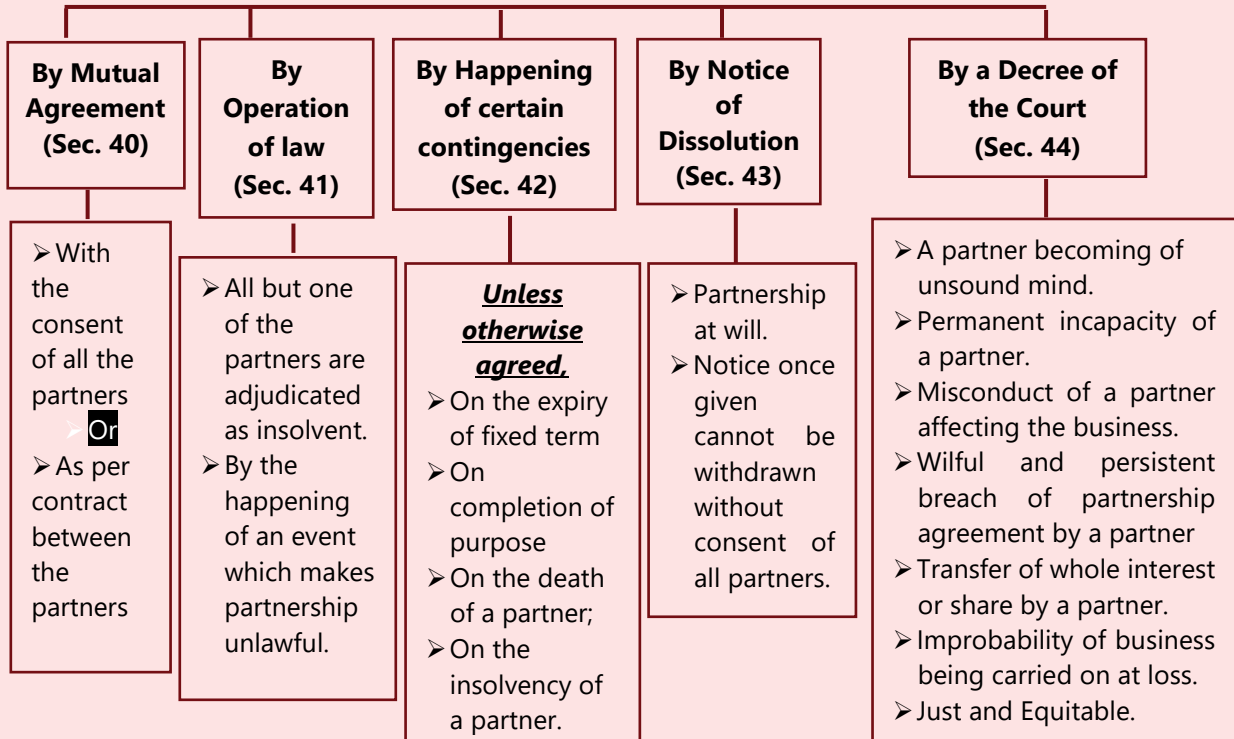 By Mutual
Agreement
(Sec. 40)
➢ With
the
consent
of all the
partners
➢ Or
➢ As per
contract
between
the
partners
By
Operation
of law
(Sec. 41)
➢ All but one
of the
partners are
adjudicated
as insolvent.
➢ By the
happening
of an event
which makes
partnership
unlawful.
By Happening
of certain
contingencies
(Sec. 42)
Unless
otherwise
agreed,
➢ On the expiry
of fixed term
➢ On
completion of
purpose
➢ On the death
of a partner;
➢ On the
insolvency of
a partner.
By Notice
of
Dissolution
(Sec. 43)
➢ Partnership
at will.
➢ Notice once
given
cannot be
withdrawn
without
consent of
all partners.
By a Decree of
the Court
(Sec. 44)
➢ A partner becoming of
unsound mind.
➢ Permanent incapacity of
a partner.
➢ Misconduct of a partner
affecting the business.
➢ Wilful and persistent
breach of partnership
agreement by a partner
➢ Transfer of whole interest
or share by a partner.
➢ Improbability of business
being carried on at loss.
➢ Just and Equitable.